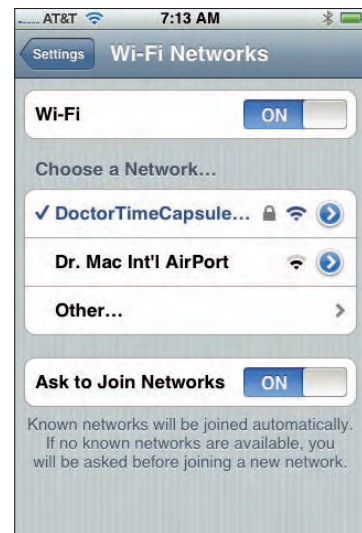 AT&T 7:13 AM
Settings Wi-Fi Networks
Wi-Fi ON
Choose a Network...
✓ DoctorTimeCapsule...
Dr. Mac Int'l AirPort
Other...
Ask to Join Networks ON
Known networks will be joined automatically.
If no known networks are available, you
will be asked before joining a new network.